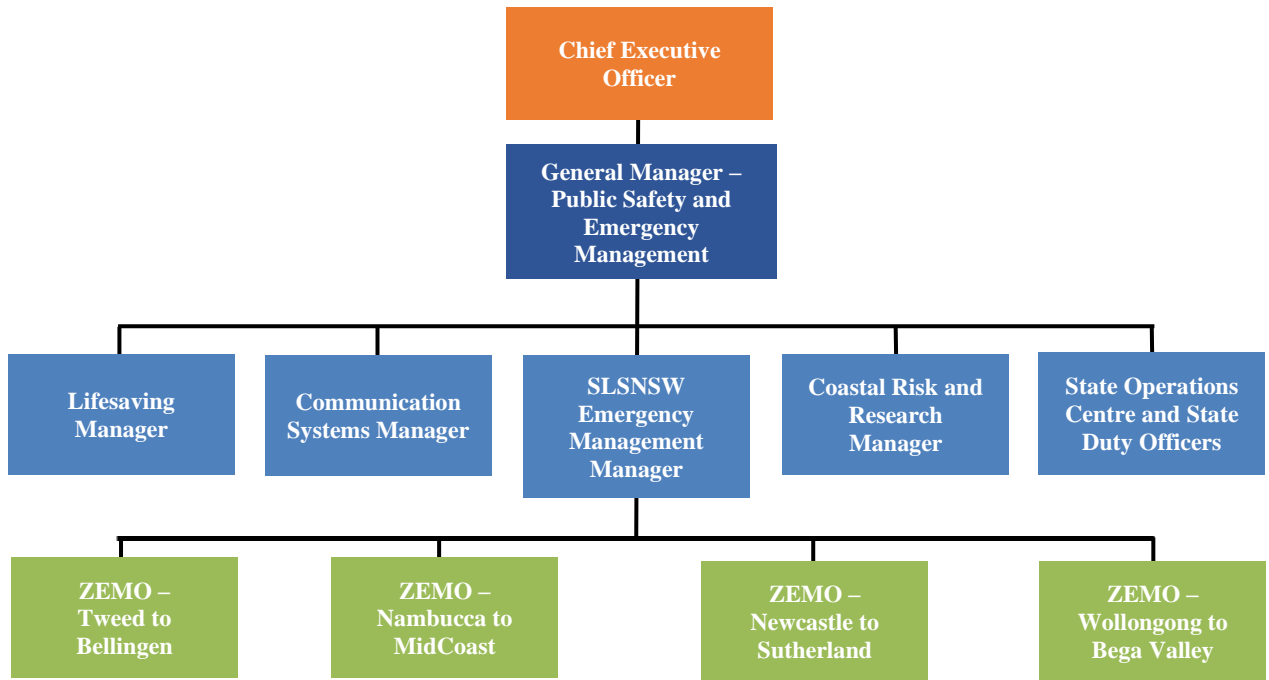 Chief Executive
Officer
General Manager –
Public Safety and
Emergency
Management
Lifesaving
Manager
Communication
Systems Manager
SLSNSW
Emergency
Management
Manager
Coastal Risk and
Research
Manager
State Operations
Centre and State
Duty Officers
ZEMO –
Tweed to
Bellingen
ZEMO –
Nambucca to
MidCoast
ZEMO –
Newcastle to
Sutherland
ZEMO –
Wollongong to
Bega Valley